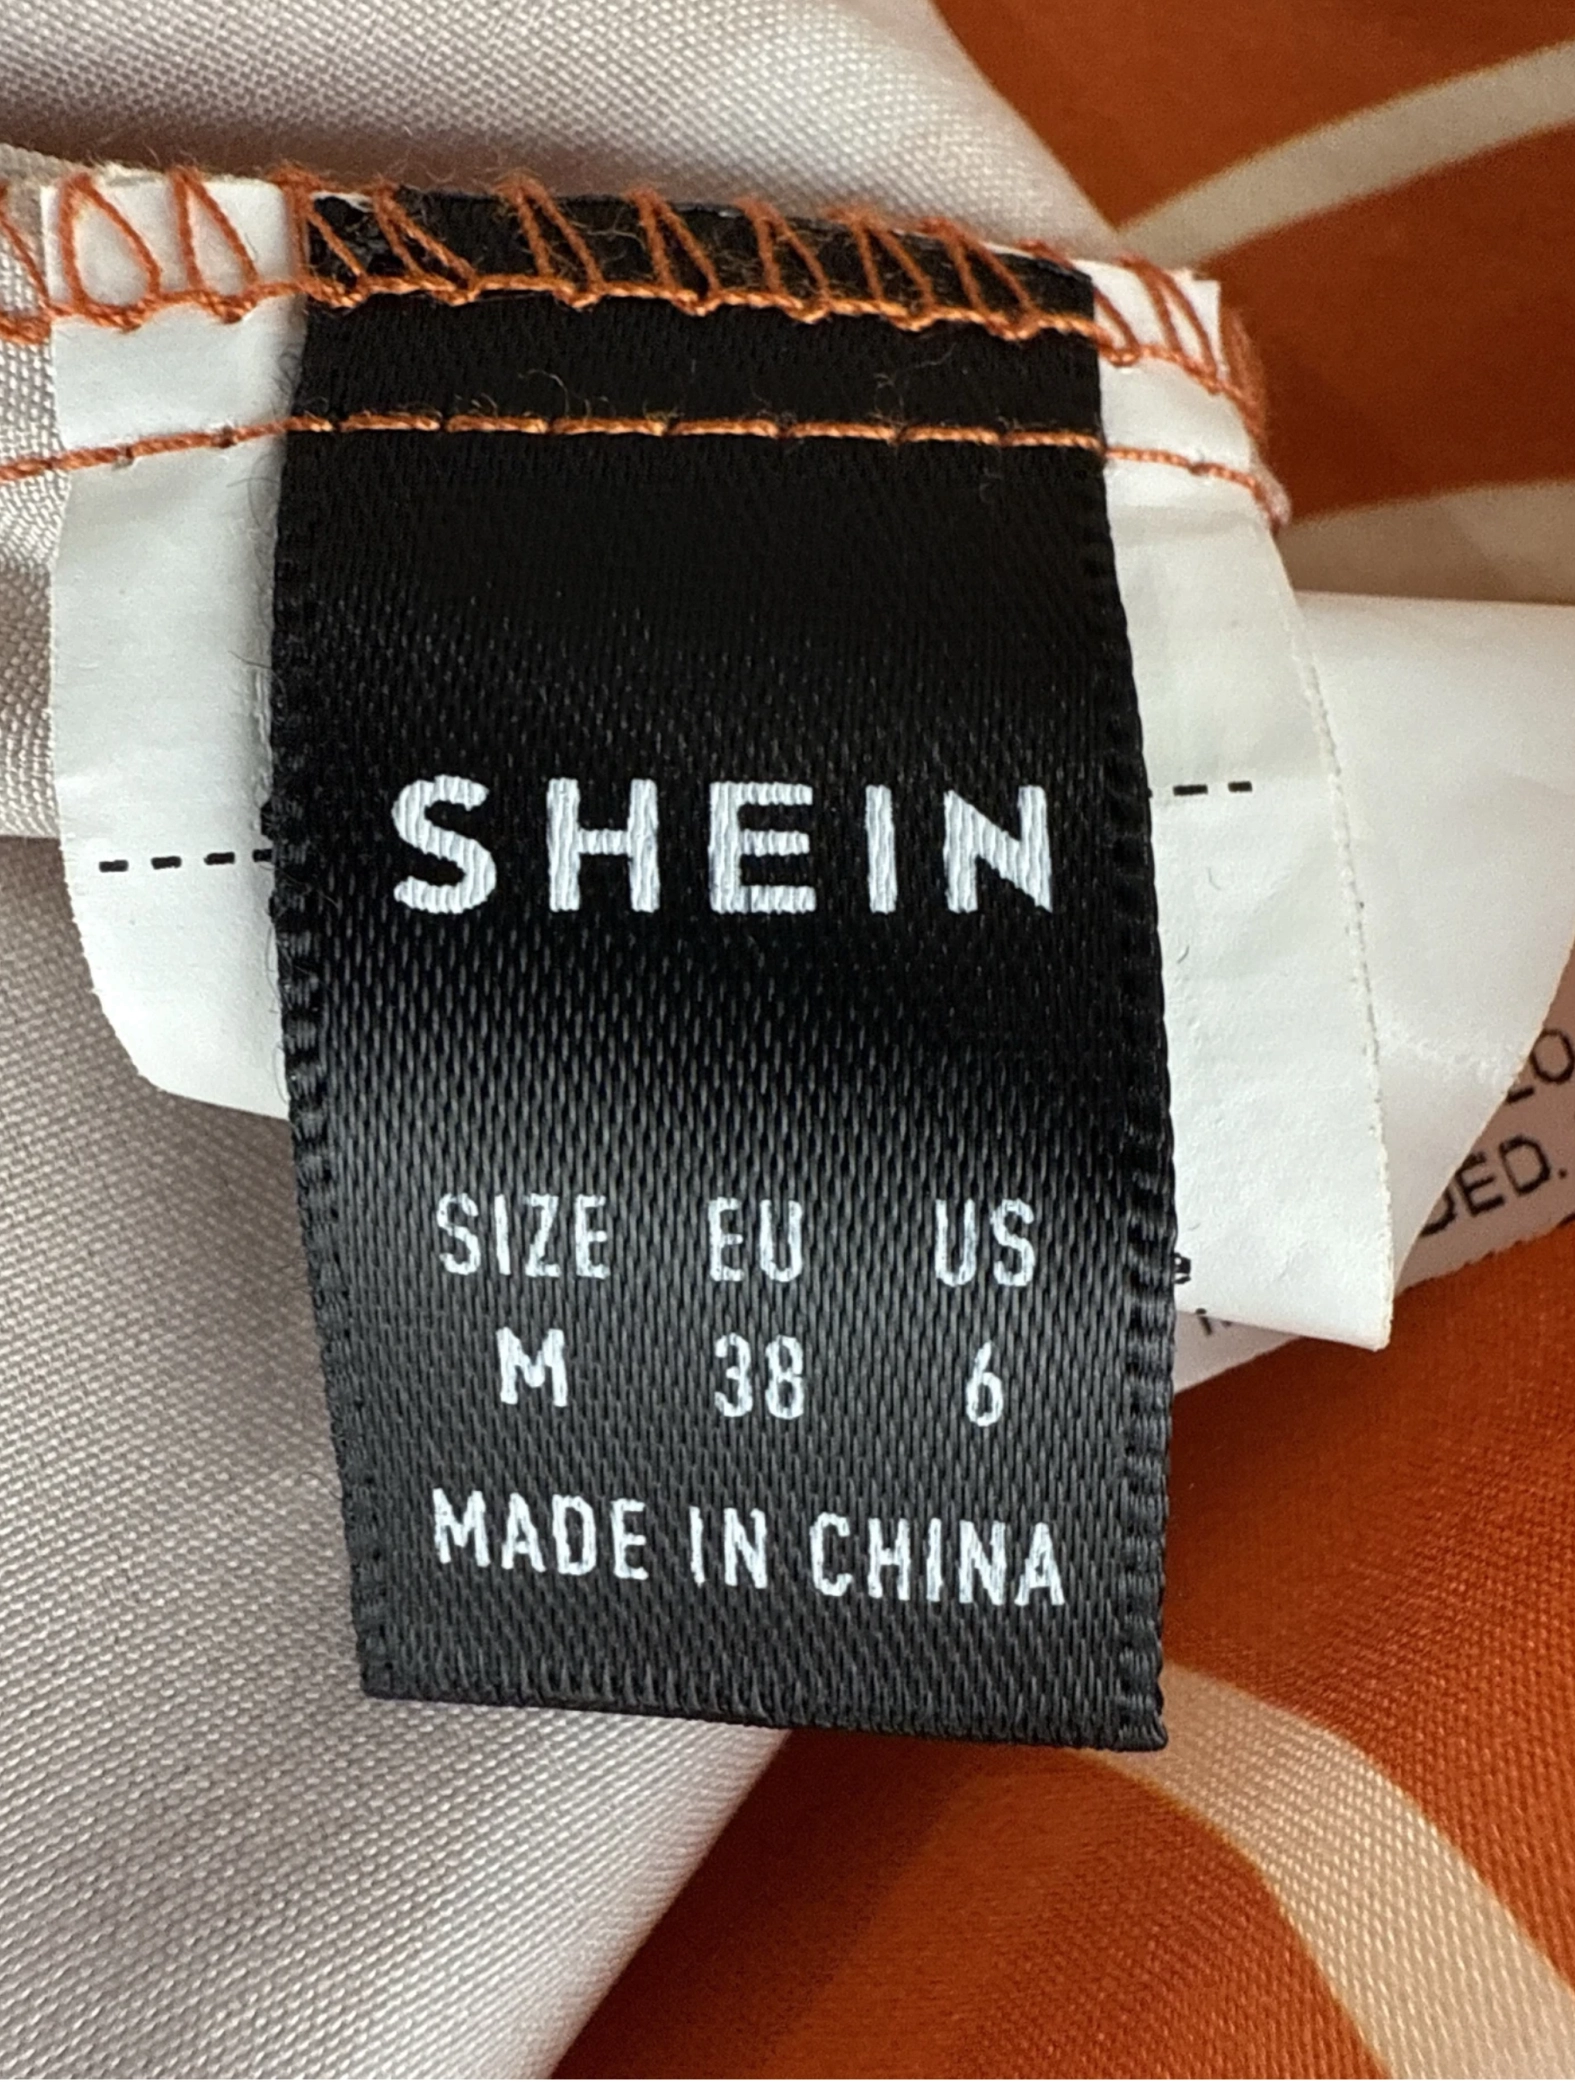 SHEIN
SIZE EU US
M 38 6
MADE IN CHINA